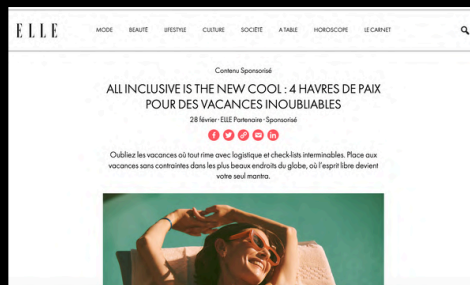 ELLE
MODE BEAUTÉ LIFESTYLE CULTURE SOCIÉTÉ A TABLE HOROSCOPE LE CARNET
Contenu Sponsorisé
ALL INCLUSIVE IS THE NEW COOL : 4 HAVRES DE PAIX
POUR DES VACANCES INOUBLIABLES
28 février · ELLE Partenaire · Sponsorisé
Oubliez les vacances où tout rime avec logistique et check-lists interminables. Place aux
vacances sans contraintes dans les plus beaux endroits du globe, où l'esprit libre devient
votre seul mantra.